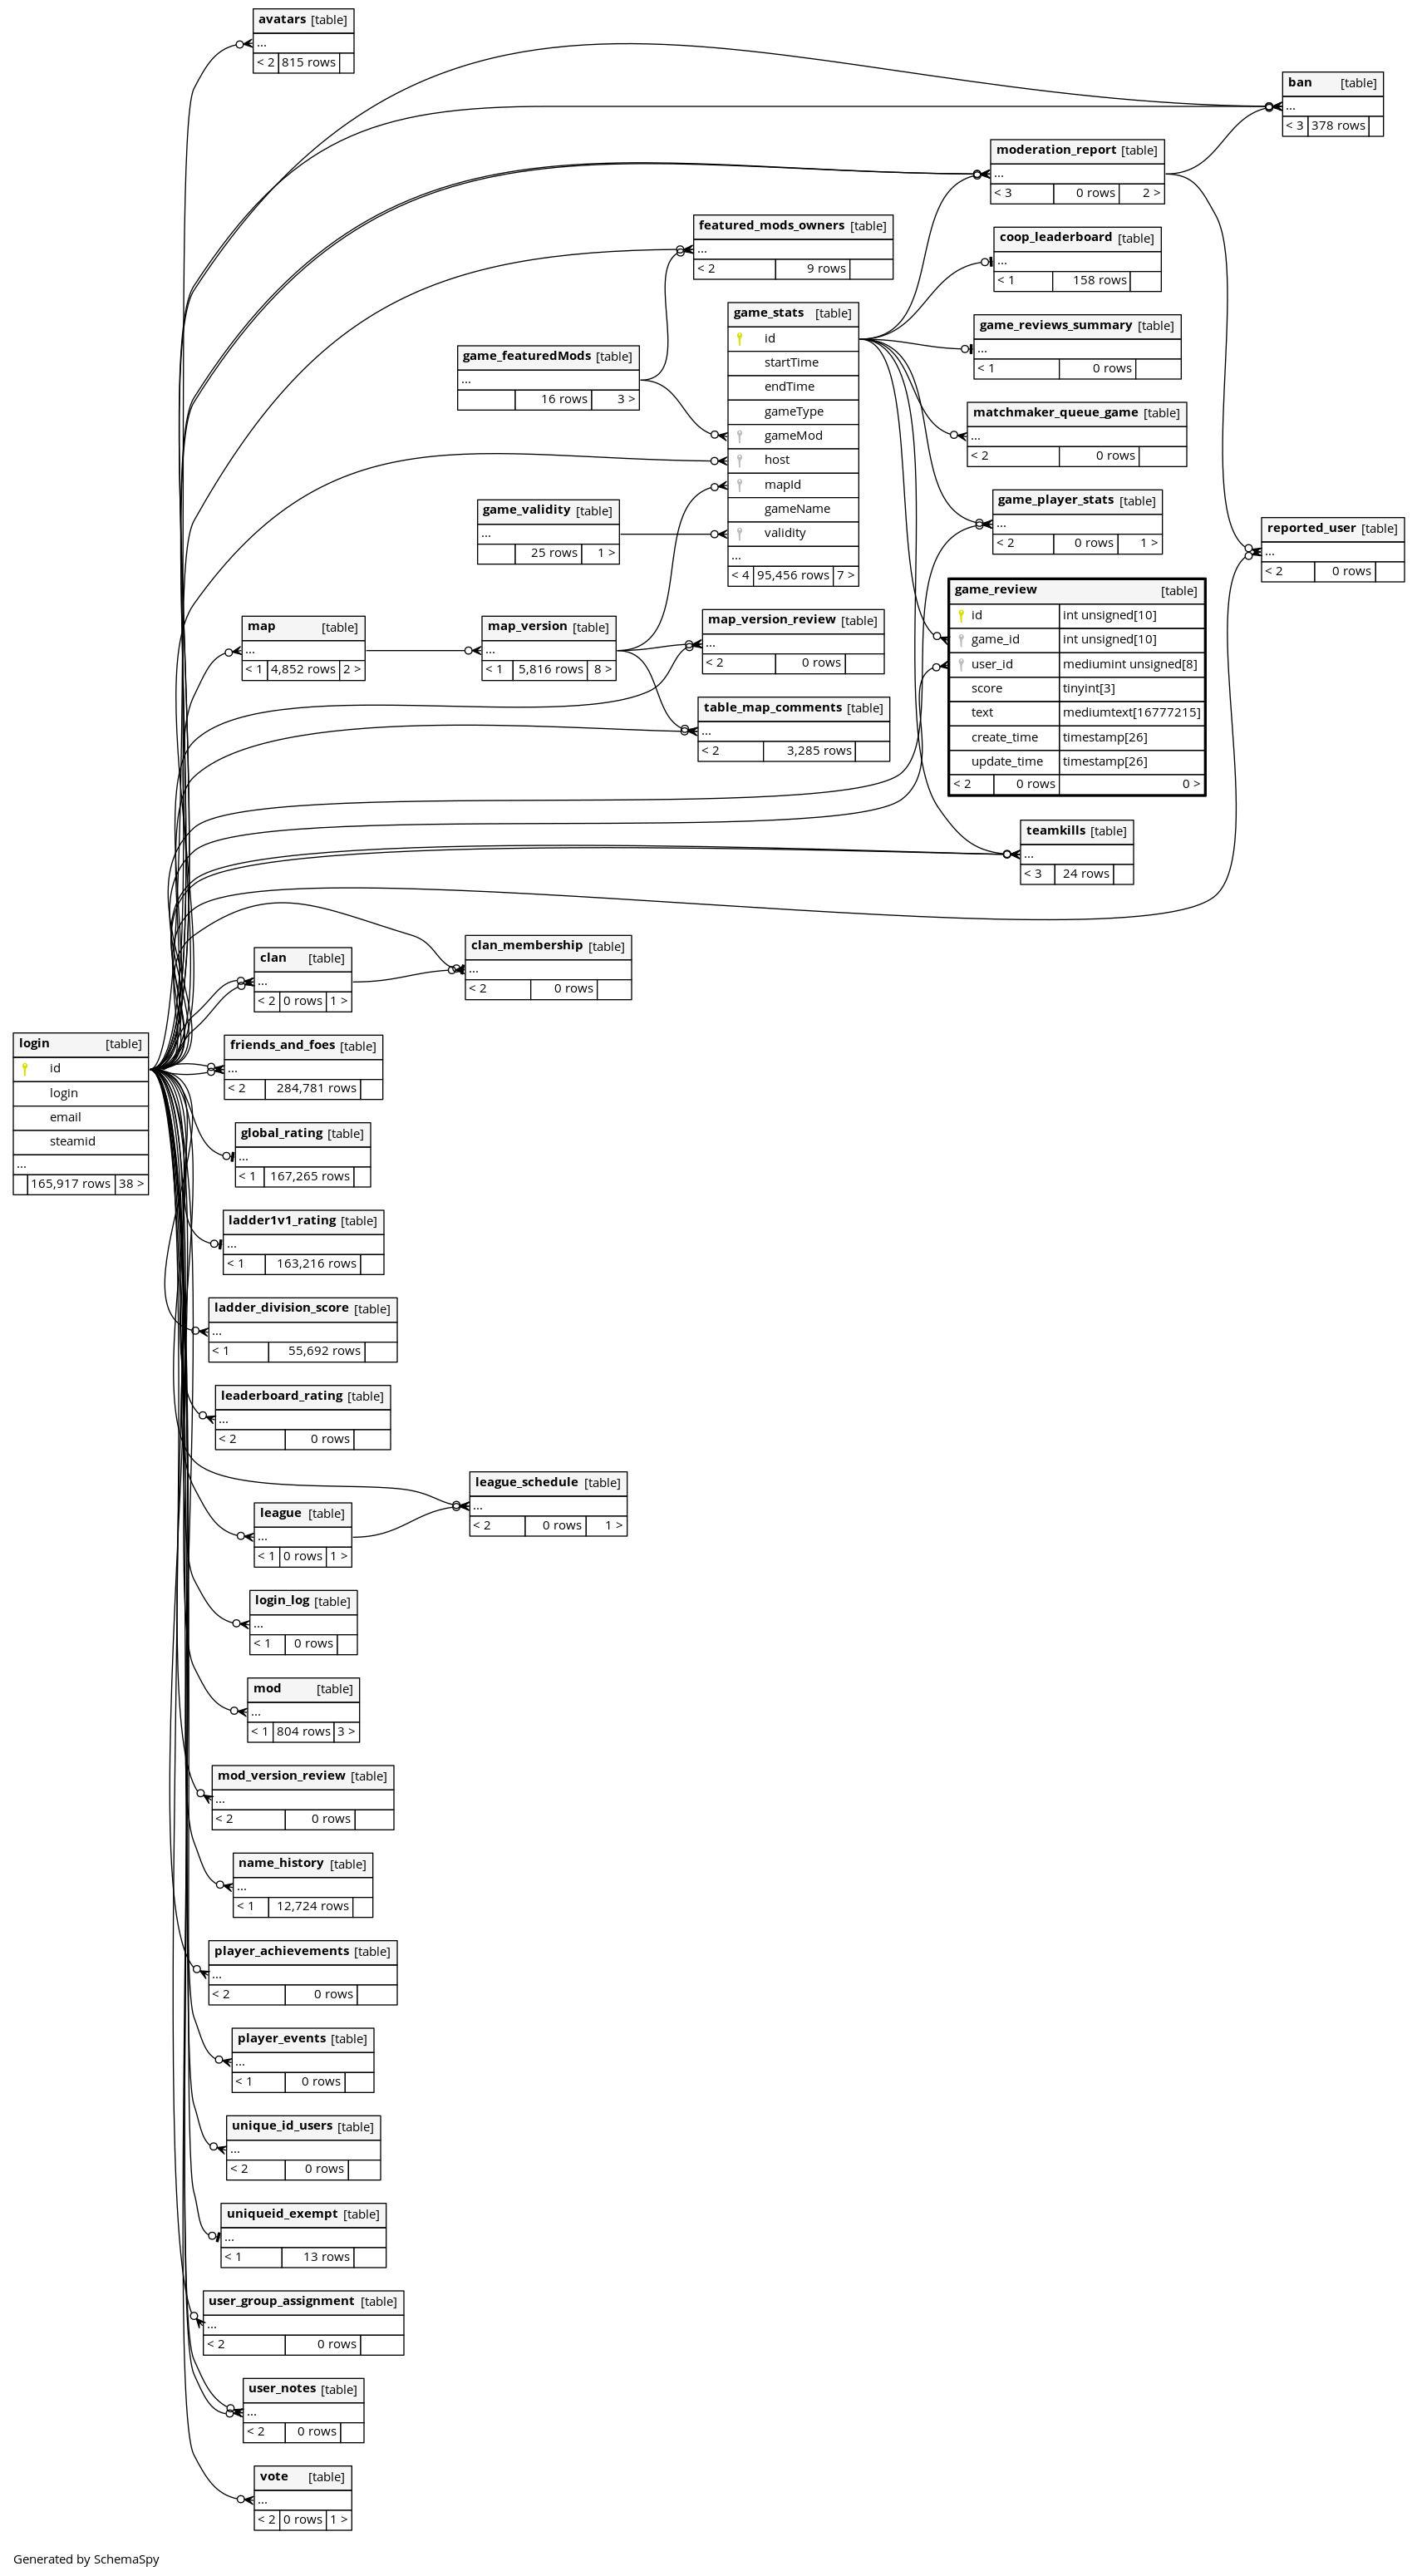 avatars [table]
...
< 2 815 rows
ban [table]
...
< 3 378 rows
moderation_report [table]
...
< 3 0 rows 2 >
featured_mods_owners [table]
...
< 2 9 rows
coop_leaderboard [table]
...
< 1 158 rows
game_stats [table]
id
startTime
endTime
gameType
gameMod
host
mapId
gameName
validity
...
< 4 95,456 rows 7 >
game_reviews_summary [table]
...
< 1 0 rows
game_featuredMods [table]
...
16 rows 3 >
matchmaker_queue_game [table]
...
< 2 0 rows
game_player_stats [table]
...
< 2 0 rows 1 >
game_validity [table]
...
25 rows 1 >
reported_user [table]
...
< 2 0 rows
game_review [table]
id int unsigned[10]
game_id int unsigned[10]
user_id mediumint unsigned[8]
score tinyint[3]
text mediumtext[16777215]
create_time timestamp[26]
update_time timestamp[26]
< 2 0 rows 0 >
map [table]
...
< 1 4,852 rows 2 >
map_version [table]
...
< 1 5,816 rows 8 >
map_version_review [table]
...
< 2 0 rows
table_map_comments [table]
...
< 2 3,285 rows
teamkills [table]
...
< 3 24 rows
clan_membership [table]
...
< 2 0 rows
clan [table]
...
< 2 0 rows 1 >
login [table]
id
login
email
steamid
...
165,917 rows 38 >
friends_and_foes [table]
...
< 2 284,781 rows
global_rating [table]
...
< 1 167,265 rows
ladder1v1_rating [table]
...
< 1 163,216 rows
ladder_division_score [table]
...
< 1 55,692 rows
leaderboard_rating [table]
...
< 2 0 rows
league_schedule [table]
...
< 2 0 rows 1 >
league [table]
...
< 1 0 rows 1 >
login_log [table]
...
< 1 0 rows
mod [table]
...
< 1 804 rows 3 >
mod_version_review [table]
...
< 2 0 rows
name_history [table]
...
< 1 12,724 rows
player_achievements [table]
...
< 2 0 rows
player_events [table]
...
< 1 0 rows
unique_id_users [table]
...
< 2 0 rows
uniqueid_exempt [table]
...
< 1 13 rows
user_group_assignment [table]
...
< 2 0 rows
user_notes [table]
...
< 2 0 rows
vote [table]
...
< 2 0 rows 1 >
Generated by SchemaSpy